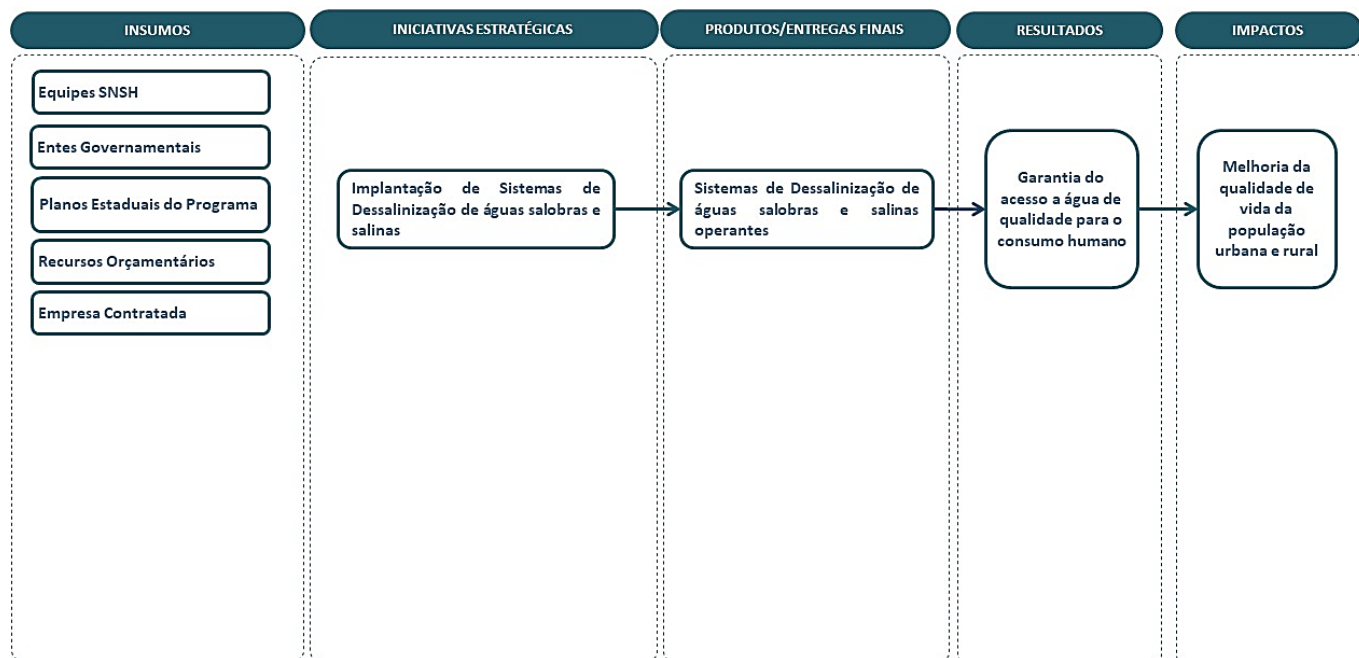 INSUMOS
INICIATIVAS ESTRATÉGICAS
PRODUTOS/ENTREGAS FINAIS
RESULTADOS
IMPACTOS
Equipes SNSH
Entes Governamentais
Planos Estaduais do Programa
Recursos Orçamentários
Empresa Contratada
Implantação de Sistemas de
Dessalinização de águas salobras e
salinas
Sistemas de Dessalinização de
águas salobras e salinas
operantes
Garantia do
acesso a água de
qualidade para o
consumo humano
Melhoria da
qualidade de
vida da
população
urbana e rural